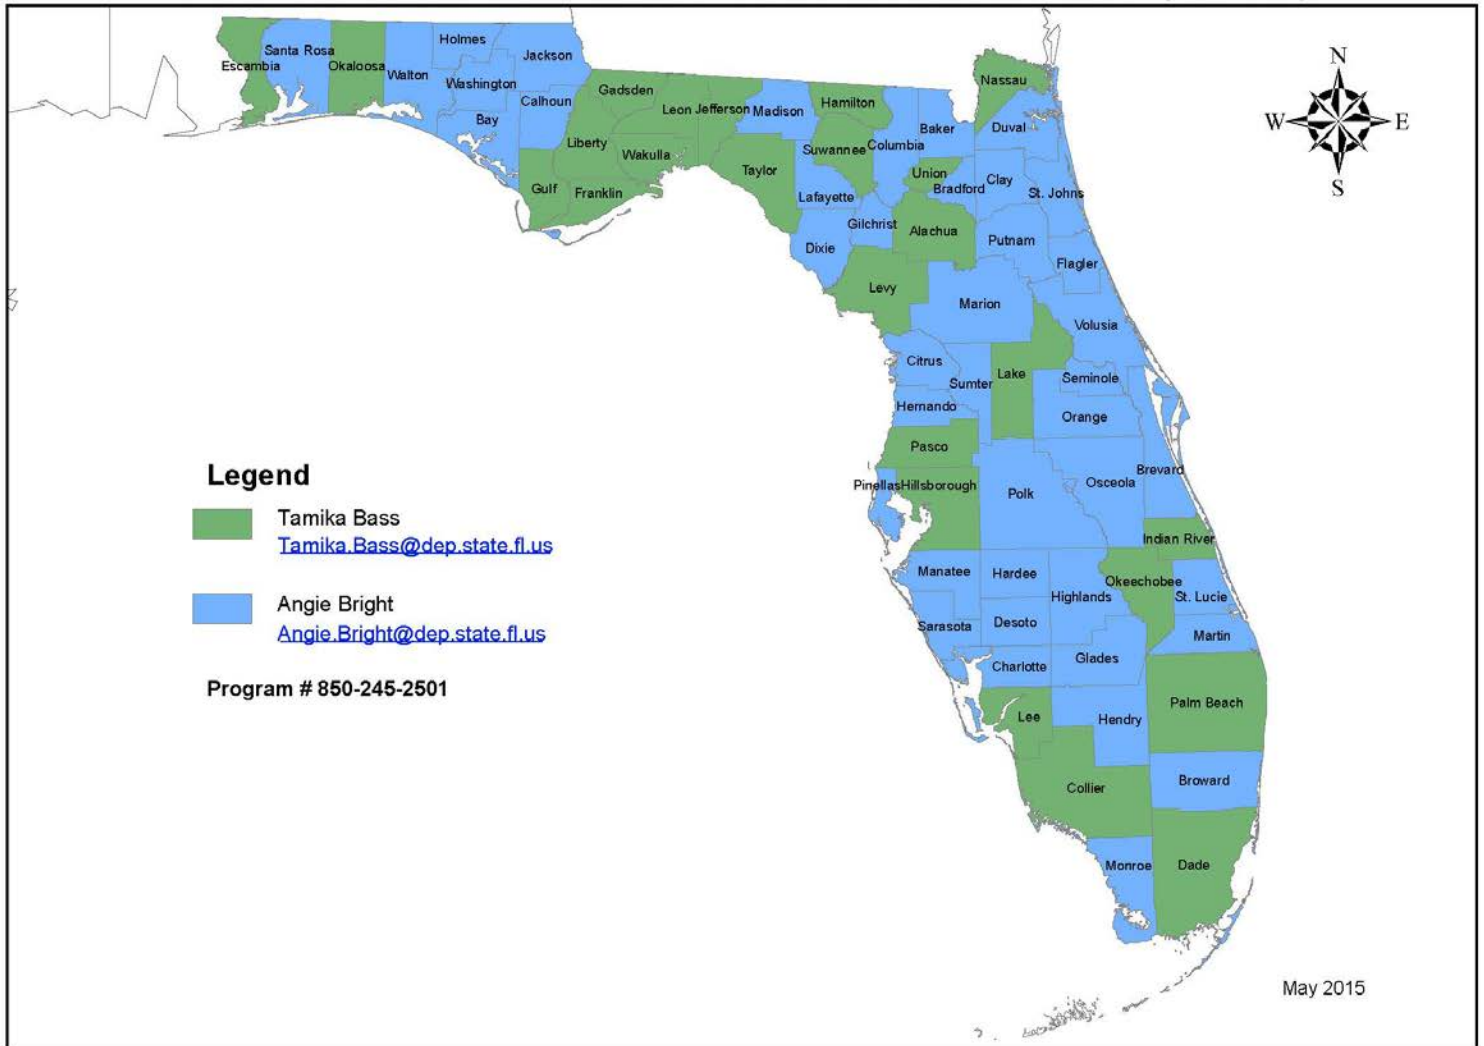 Holmes
Santa Rosa
Jackson
Escambia
Okaloosa
Walton
Washington
Calhoun
Bay
Gadsden
Leon
Jefferson
Madison
Hamilton
Nassau
Baker
Duval
Liberty
Wakulla
Suwannee
Columbia
Taylor
Union
Bradford
Clay
St. Johns
Gulf
Franklin
Lafayette
Gilchrist
Alachua
Putnam
Dixie
Flagler
Levy
Marion
Volusia
Citrus
Sumter
Lake
Seminole
Hernando
Orange
Pasco
Pinellas
Hillsborough
Polk
Osceola
Brevard
Indian River
Manatee
Hardee
Highlands
Okeechobee
St. Lucie
Sarasota
Desoto
Martin
Charlotte
Glades
Lee
Hendry
Palm Beach
Collier
Broward
Monroe
Dade
N
W
E
S
Legend
Tamika Bass
Tamika.Bass@dep.state.fl.us
Angie Bright
Angie.Bright@dep.state.fl.us
Program # 850-245-2501
May 2015